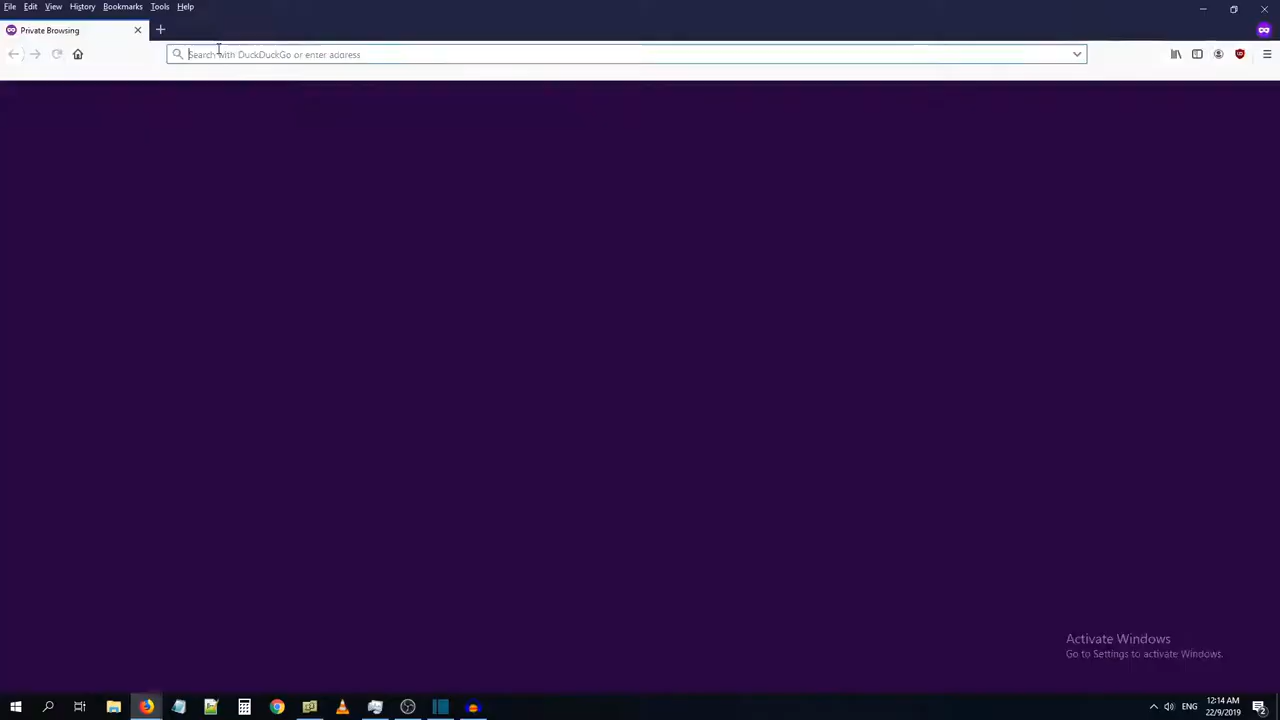 File Edit View History Bookmarks Tools Help
Private Browsing
Search with DuckDuckGo or enter address
Activate Windows
Go to Settings to activate Windows.
12:14 AM
ENG
22/9/2019
2